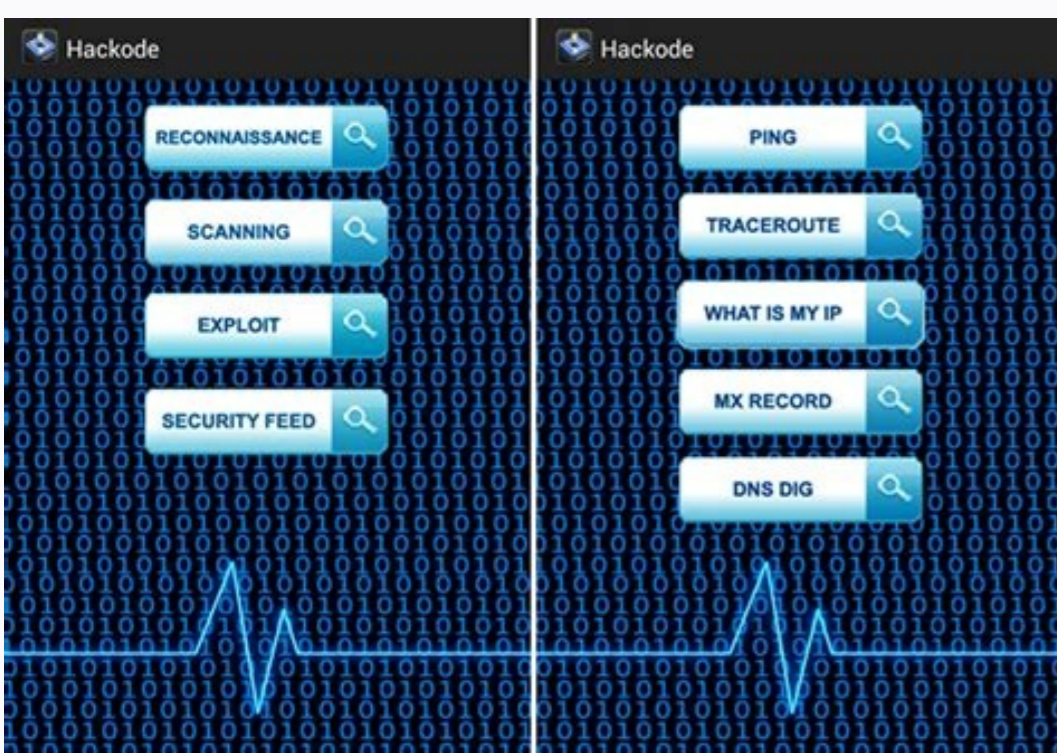 Hackode
RECONNAISSANCE
SCANNING
EXPLOIT
SECURITY FEED
Hackode
PING
TRACEROUTE
WHAT IS MY IP
MX RECORD
DNS DIG